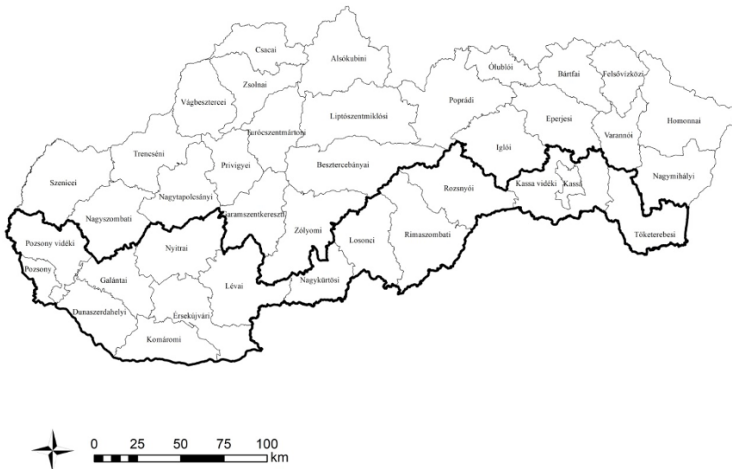 Csacai
Alsókubini
Ólublói
Bártfai
Felsővízközi
Zsolnai
Vágbesztercei
Poprádi
Liptószentmiklósi
Eperjesi
Homonnai
Turócszentmártoni
Varannói
Trencséni
Iglói
Privigyei
Besztercebányai
Nagymihályi
Szenicei
Nagytapolcsányi
Rozsnyói
Kassa vidéki
Kassa
Nagyszombati
Garamszentkereszti
Zólyomi
Rimaszombati
Tőketerebesi
Pozsony vidéki
Nyitrai
Losonci
Pozsony
Galántai
Lévai
Nagykürtösi
Dunaszerdahelyi
Érsekújvári
Komáromi
0 25 50 75 100
km